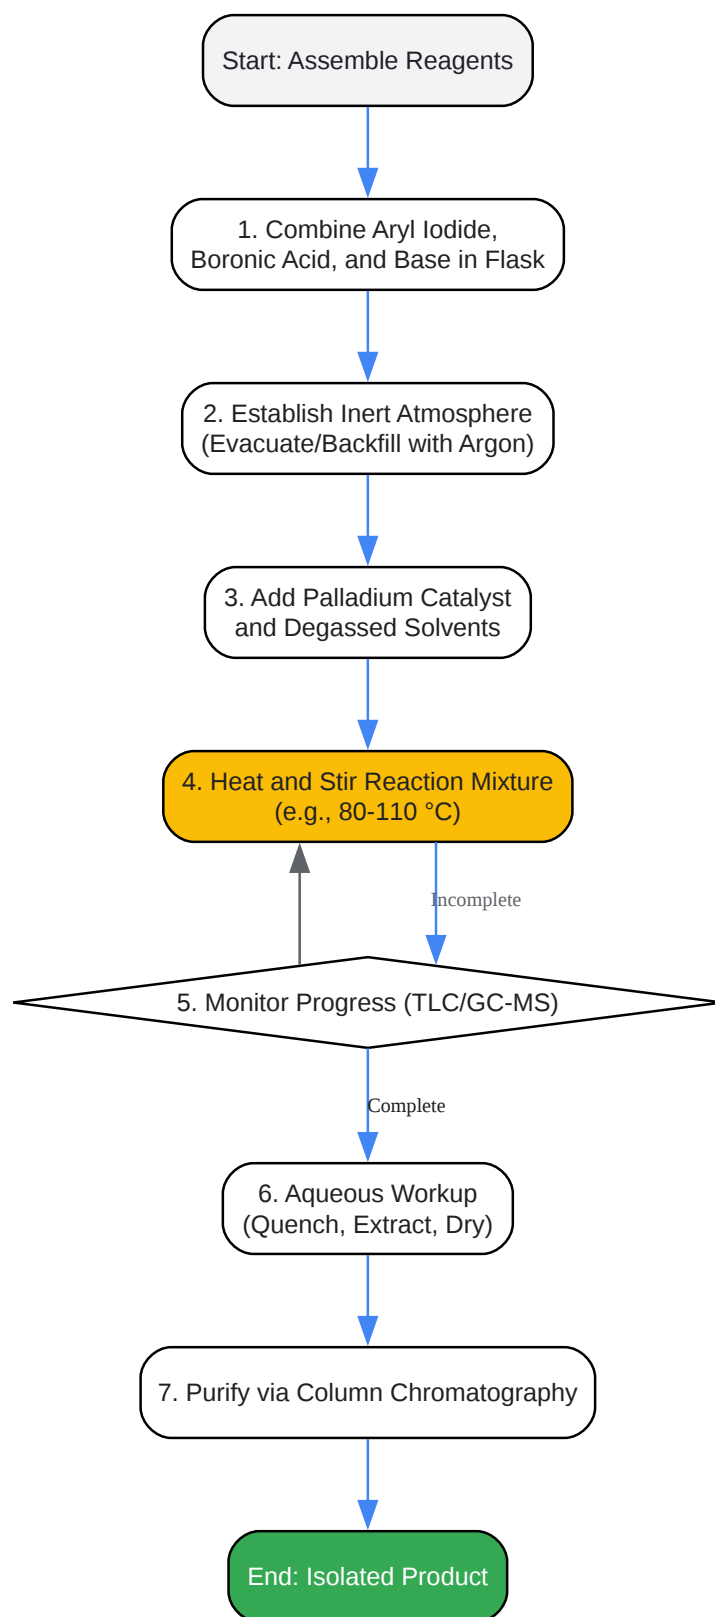 Start: Assemble Reagents
1. Combine Aryl Iodide,
Boronic Acid, and Base in Flask
2. Establish Inert Atmosphere
(Evacuate/Backfill with Argon)
3. Add Palladium Catalyst
and Degassed Solvents
4. Heat and Stir Reaction Mixture
(e.g., 80-110 °C)
Incomplete
5. Monitor Progress (TLC/GC-MS)
Complete
6. Aqueous Workup
(Quench, Extract, Dry)
7. Purify via Column Chromatography
End: Isolated Product